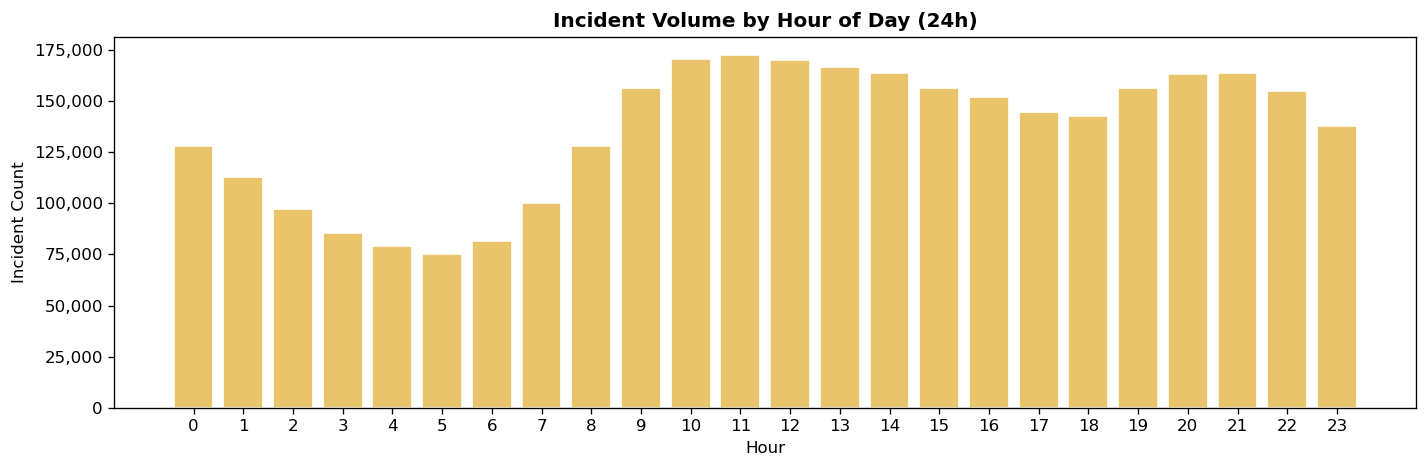 Incident Volume by Hour of Day (24h)
175,000
150,000
125,000
100,000
75,000
50,000
25,000
0
Incident Count
0 1 2 3 4 5 6 7 8 9 10 11 12 13 14 15 16 17 18 19 20 21 22 23
Hour